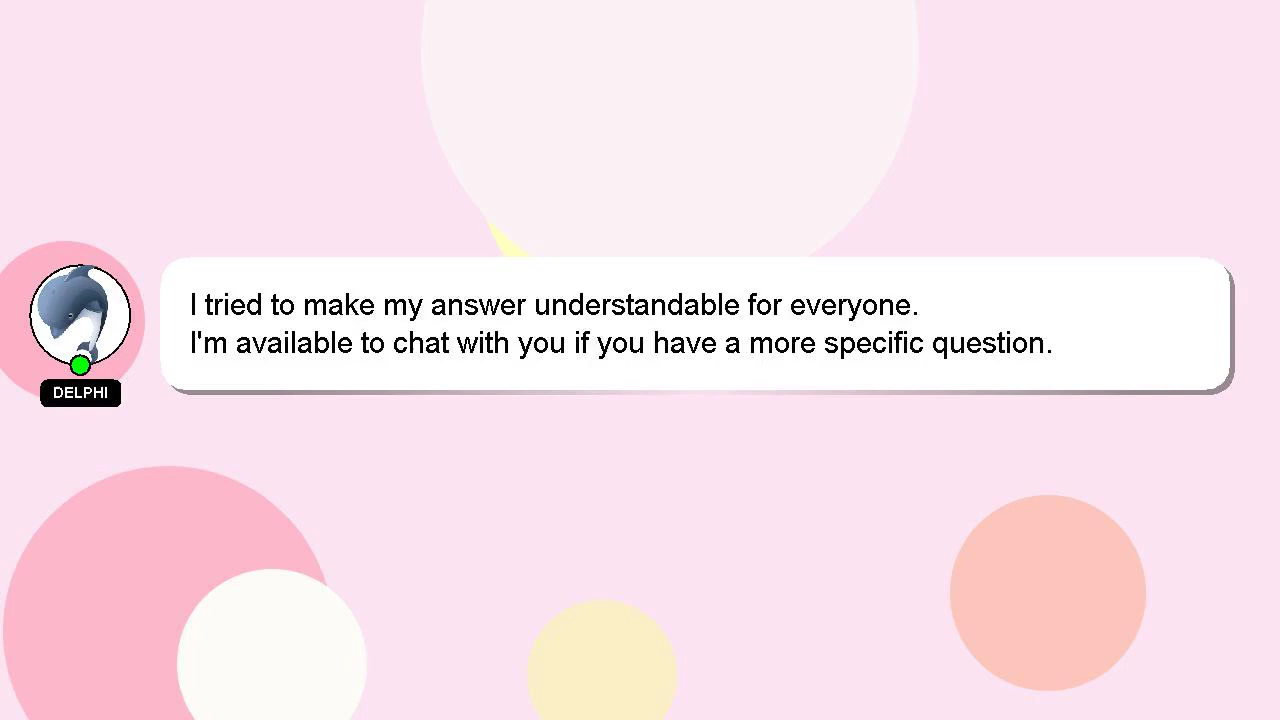 I tried to make my answer understandable for everyone.
I'm available to chat with you if you have a more specific question.
DELPHI